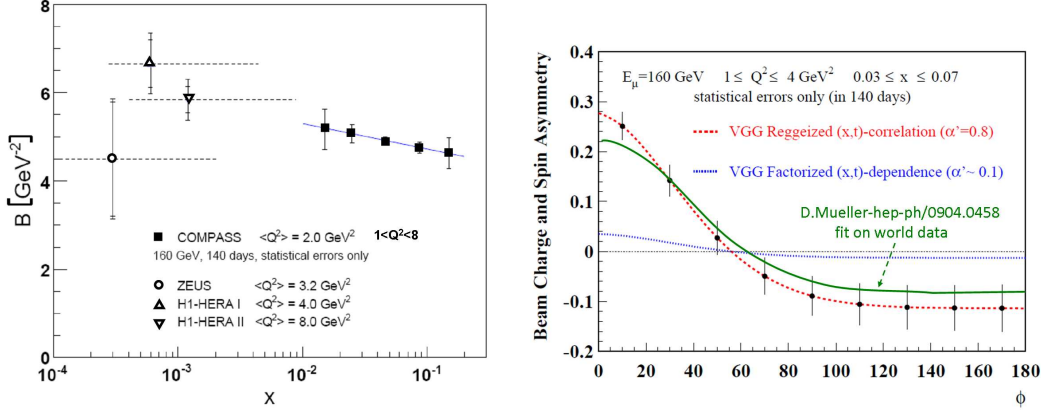 B [GeV⁻²]
8
6
4
2
0
COMPASS <Q²> = 2.0 GeV² 1<Q²<8
160 GeV, 140 days, statistical errors only
ZEUS <Q²> = 3.2 GeV²
H1-HERA I <Q²> = 4.0 GeV²
H1-HERA II <Q²> = 8.0 GeV²
10⁻⁴ 10⁻³ 10⁻² 10⁻¹
X
Beam Charge and Spin Asymmetry
0.4
0.3
0.2
0.1
0
-0.1
-0.2
Eμ=160 GeV 1≤ Q²≤ 4 GeV² 0.03≤ x ≤ 0.07
statistical errors only (in 140 days)
VGG Reggeized (x,t)-correlation (α'=0.8)
VGG Factorized (x,t)-dependence (α'~ 0.1)
D.Mueller-hep-ph/0904.0458
fit on world data
0 20 40 60 80 100 120 140 160 180
ϕ